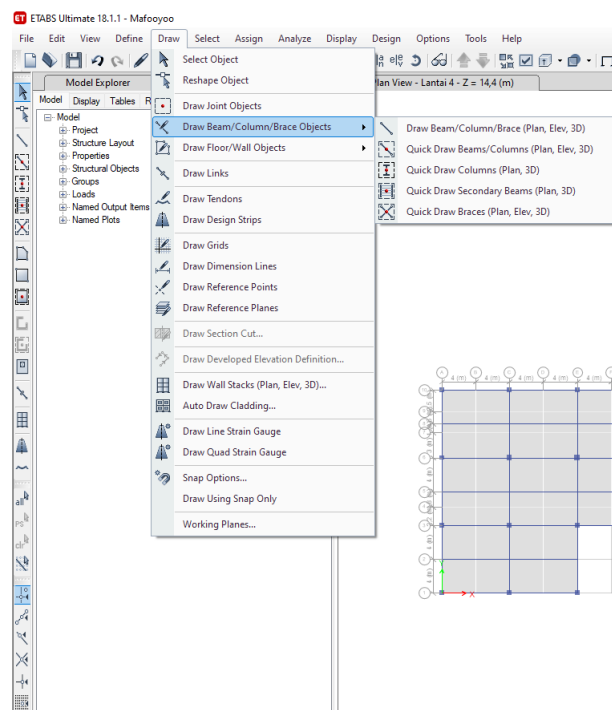 ETABS Ultimate 18.1.1 - Mafooyoo
File Edit View Define Draw Select Assign Analyze Display Design Options Tools Help
Model Explorer
Model Display Tables R
Model
Project
Structure Layout
Properties
Structural Objects
Groups
Loads
Named Output Items
Named Plots
Select Object
Reshape Object
Draw Joint Objects
Draw Beam/Column/Brace Objects
Draw Floor/Wall Objects
Draw Links
Draw Tendons
Draw Design Strips
Draw Grids
Draw Dimension Lines
Draw Reference Points
Draw Reference Planes
Draw Section Cut...
Draw Developed Elevation Definition...
Draw Wall Stacks (Plan, Elev, 3D)...
Auto Draw Cladding...
Draw Line Strain Gauge
Draw Quad Strain Gauge
Snap Options...
Draw Using Snap Only
Working Planes...
Plan View - Lantai 4 - Z = 14,4 (m)
Draw Beam/Column/Brace (Plan, Elev, 3D)
Quick Draw Beams/Columns (Plan, Elev, 3D)
Quick Draw Columns (Plan, 3D)
Quick Draw Secondary Beams (Plan, 3D)
Quick Draw Braces (Plan, Elev, 3D)
all
ps
clr
4 (m) 4 (m) 4 (m) 4 (m) 4 (m)
4 (m)
4 (m)
Y
X